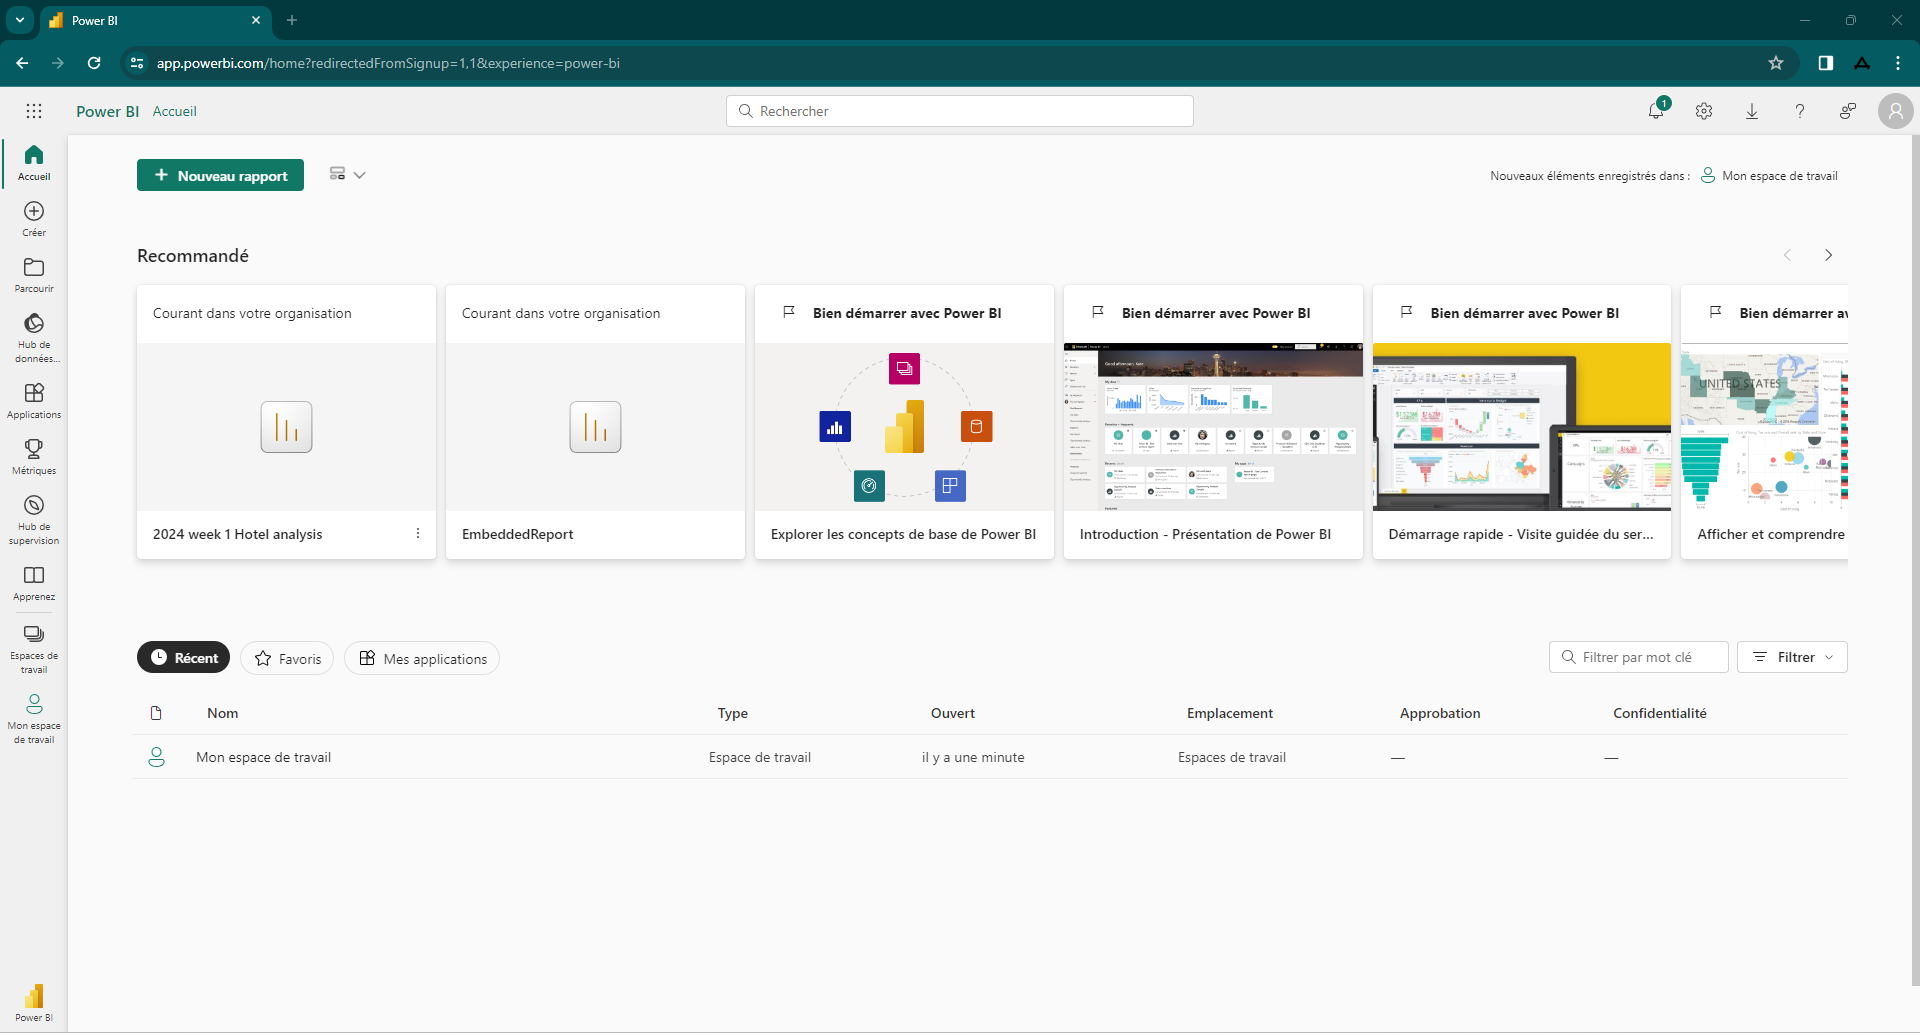 Power BI
app.powerbi.com/home?redirectedFromSignup=1,1&experience=power-bi
Power BI Accueil
Rechercher
1
Accueil
Créer
Parcourir
Hub de
données...
Applications
Métriques
Hub de
supervision
Apprenez
Espaces de
travail
Mon espace
de travail
Power BI
Nouveau rapport
Nouveaux éléments enregistrés dans :
Mon espace de travail
Recommandé
Courant dans votre organisation
2024 week 1 Hotel analysis
Courant dans votre organisation
EmbeddedReport
Bien démarrer avec Power BI
Explorer les concepts de base de Power BI
Bien démarrer avec Power BI
Good afternoon, Kate
Introduction - Présentation de Power BI
Bien démarrer avec Power BI
Démarrage rapide - Visite guidée du ser...
Bien démarrer av
UNITED STATES
Afficher et comprendre
Récent
Favoris
Mes applications
Filtrer par mot clé
Filtrer
Nom Type Ouvert Emplacement Approbation Confidentialité
Mon espace de travail Espace de travail il y a une minute Espaces de travail — —